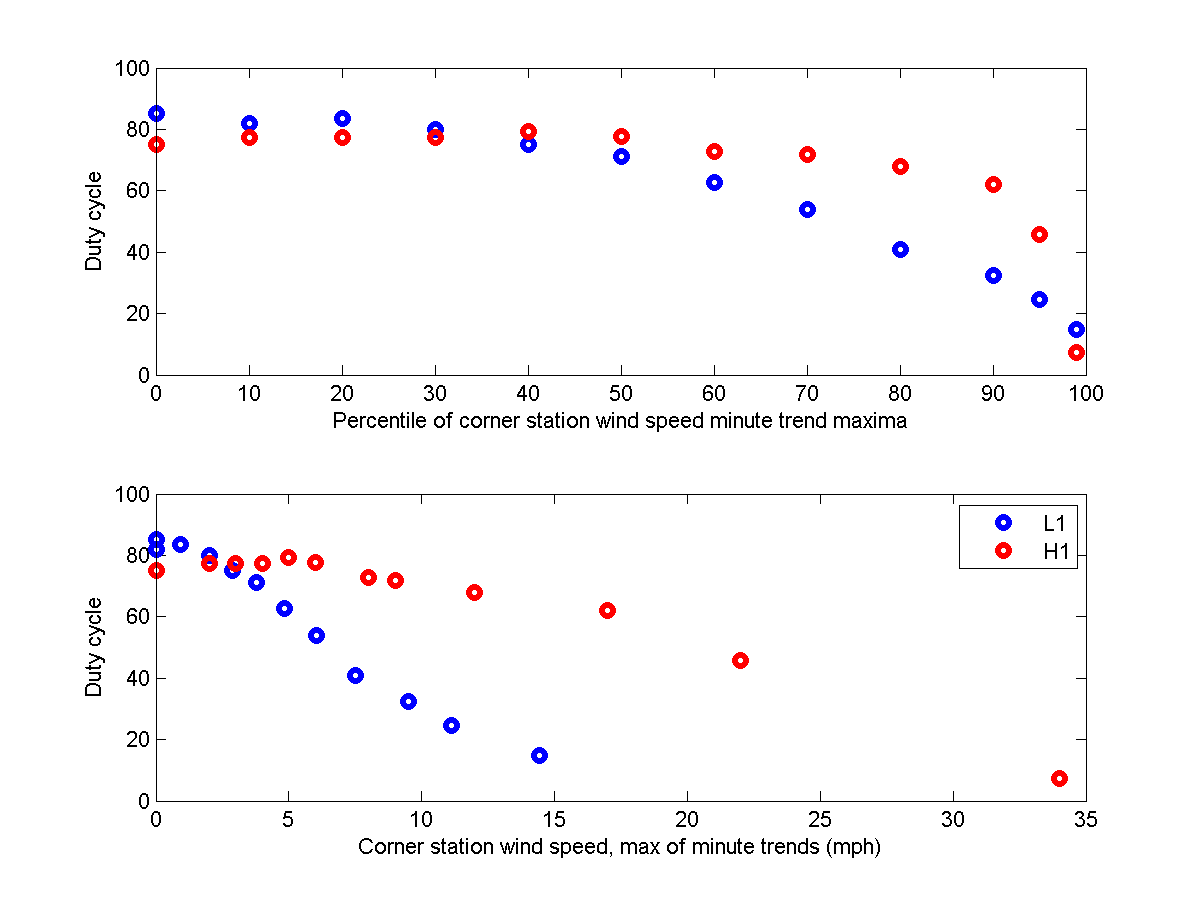 100
80
60
40
20
0
Duty cycle
0 10 20 30 40 50 60 70 80 90 100
Percentile of corner station wind speed minute trend maxima
100
80
60
40
20
0
Duty cycle
L1
H1
0 5 10 15 20 25 30 35
Corner station wind speed, max of minute trends (mph)